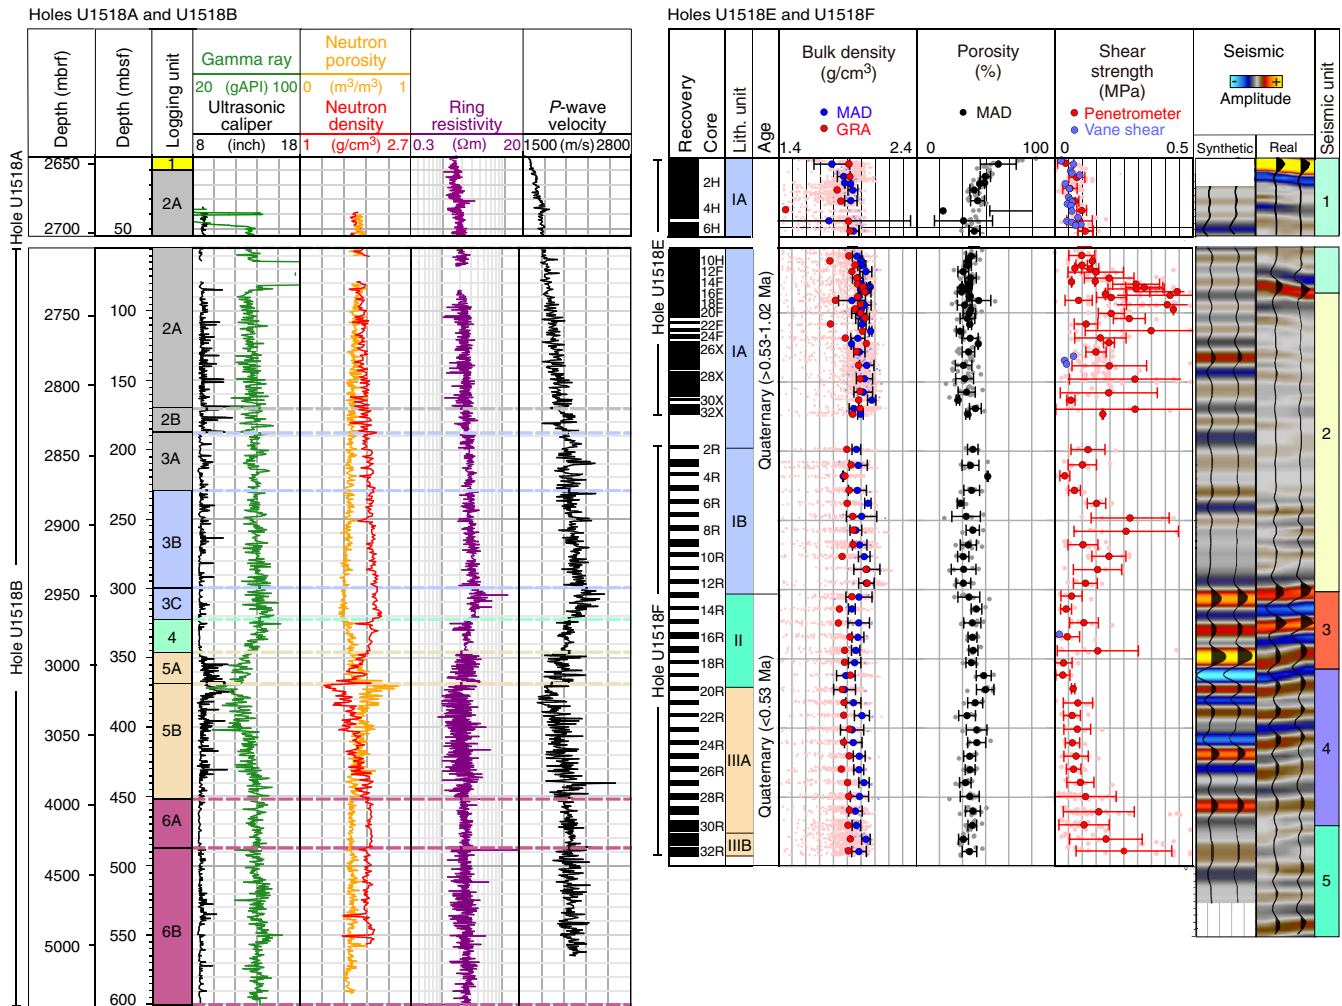 Holes U1518A and U1518B
Depth (mbrf)
Depth (mbsf)
Logging unit
Gamma ray
20 (gAPI) 100
Ultrasonic
caliper
8 (inch) 18
Neutron
porosity
0 (m³/m³) 1
Neutron
density
1 (g/cm³) 2.7
Ring
resistivity
0.3 (Ωm) 20
P-wave
velocity
1500 (m/s) 2800
Hole U1518A
Hole U1518B
2650
2700
2750
2800
2850
2900
2950
3000
3050
4000
4050
5000
50
100
150
200
250
300
350
400
450
500
550
600
1
2A
2A
2B
3A
3B
3C
4
5A
5B
6A
6B
Holes U1518E and U1518F
Recovery
Core
Lith. unit
Age
Bulk density
(g/cm³)
MAD
GRA
1.4 2.4
Porosity
(%)
MAD
0 100
Shear
strength
(MPa)
Penetrometer
Vane shear
0 0.5
Seismic
- +
Amplitude
Synthetic Real
Seismic unit
Hole U1518E
Hole U1518F
2H
4H
6H
10H
12F
14F
16F
18F
20F
22F
24F
26X
28X
30X
32X
2R
4R
6R
8R
10R
12R
14R
16R
18R
20R
22R
24R
26R
28R
30R
32R
IA
IA
IB
II
IIIA
IIIB
Quaternary (>0.53-1.02 Ma)
Quaternary (<0.53 Ma)
1
2
3
4
5